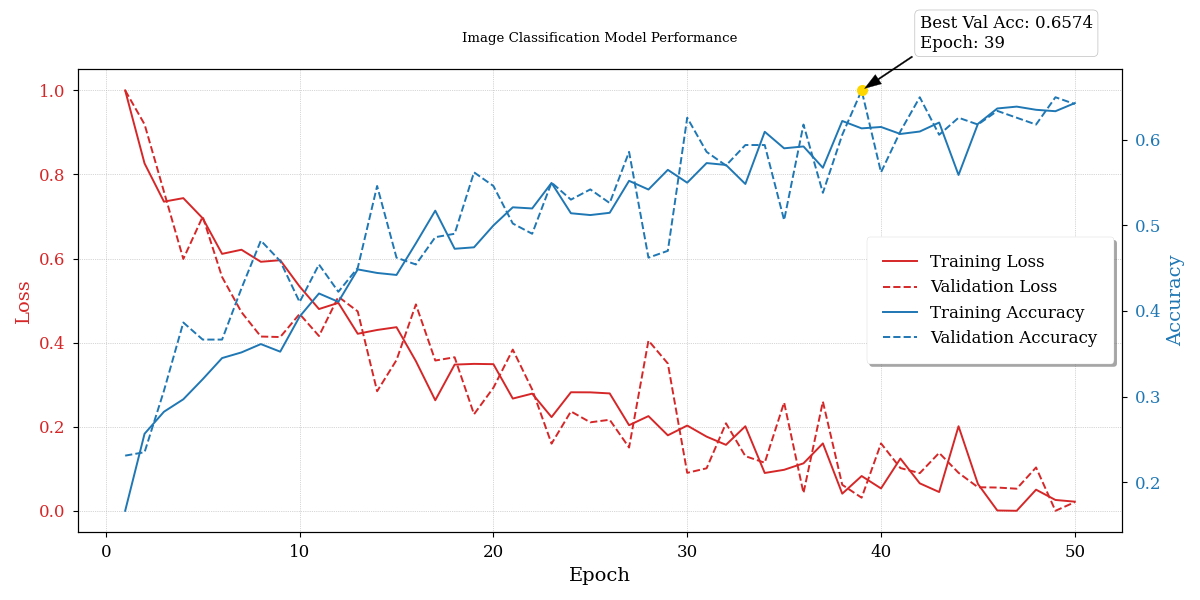 Best Val Acc: 0.6574
Epoch: 39
Image Classification Model Performance
1.0
0.8
0.6
0.4
0.2
0.0
Loss
0.6
0.5
0.4
0.3
0.2
Accuracy
Training Loss
Validation Loss
Training Accuracy
Validation Accuracy
0
10
20
30
40
50
Epoch